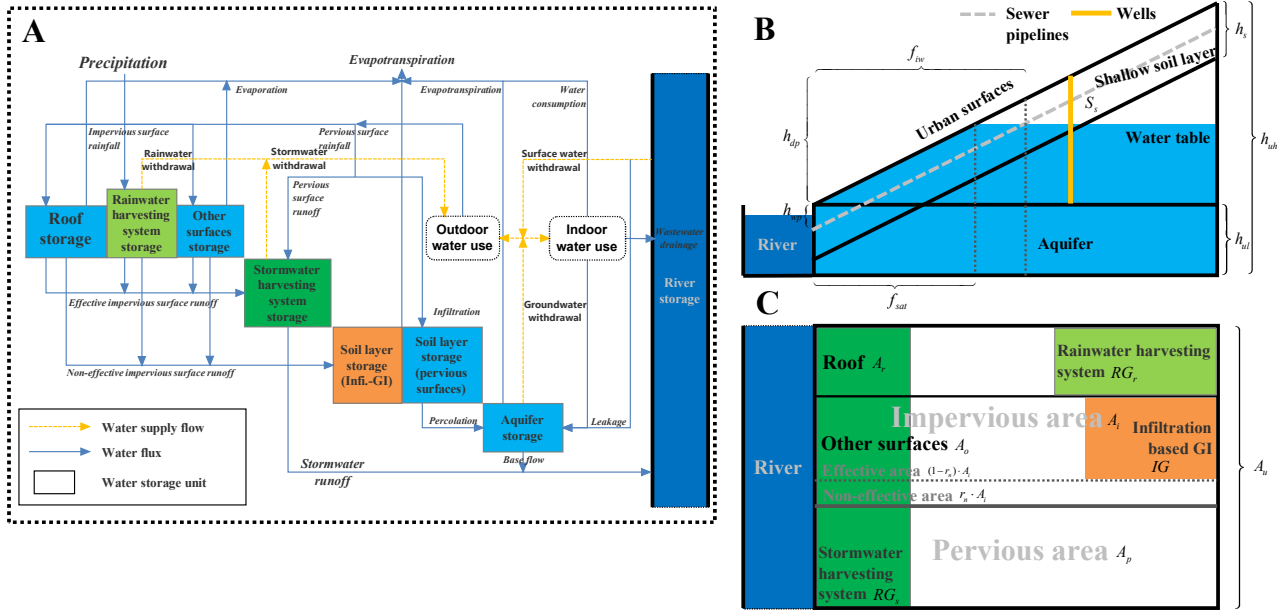 A
Precipitation
Evapotranspiration
Evaporation
Evapotranspiration
Water
consumption
Impervious surface
rainfall
Pervious surface
rainfall
Rainwater
withdrawal
Stormwater
withdrawal
Surface water
withdrawal
Pervious
surface
runoff
Roof
storage
Rainwater
harvesting
system
storage
Other
surfaces
storage
Outdoor
water use
Indoor
water use
Wastewater
drainage
River
storage
Stormwater
harvesting
system
storage
Effective impervious surface runoff
Groundwater
withdrawal
Infiltration
Soil layer
storage
(Infi.-GI)
Soil layer
storage
(pervious
surfaces)
Non-effective impervious surface runoff
Percolation
Aquifer
storage
Leakage
Base flow
Stormwater
runoff
Water supply flow
Water flux
Water storage unit
B
Sewer
pipelines
Wells
h_s
f_iw
Shallow soil layer
Urban surfaces
S_s
h_dp
Water table
h_uh
h_wp
River
Aquifer
h_ul
f_sat
C
Roof A_r
Rainwater harvesting
system RG_r
Impervious area A_i
Other surfaces A_o
Infiltration
based GI
IG
River
Effective area (1−r_n)·A_i
Non-effective area r_n·A_i
A_u
Pervious area A_p
Stormwater
harvesting
system RG_s